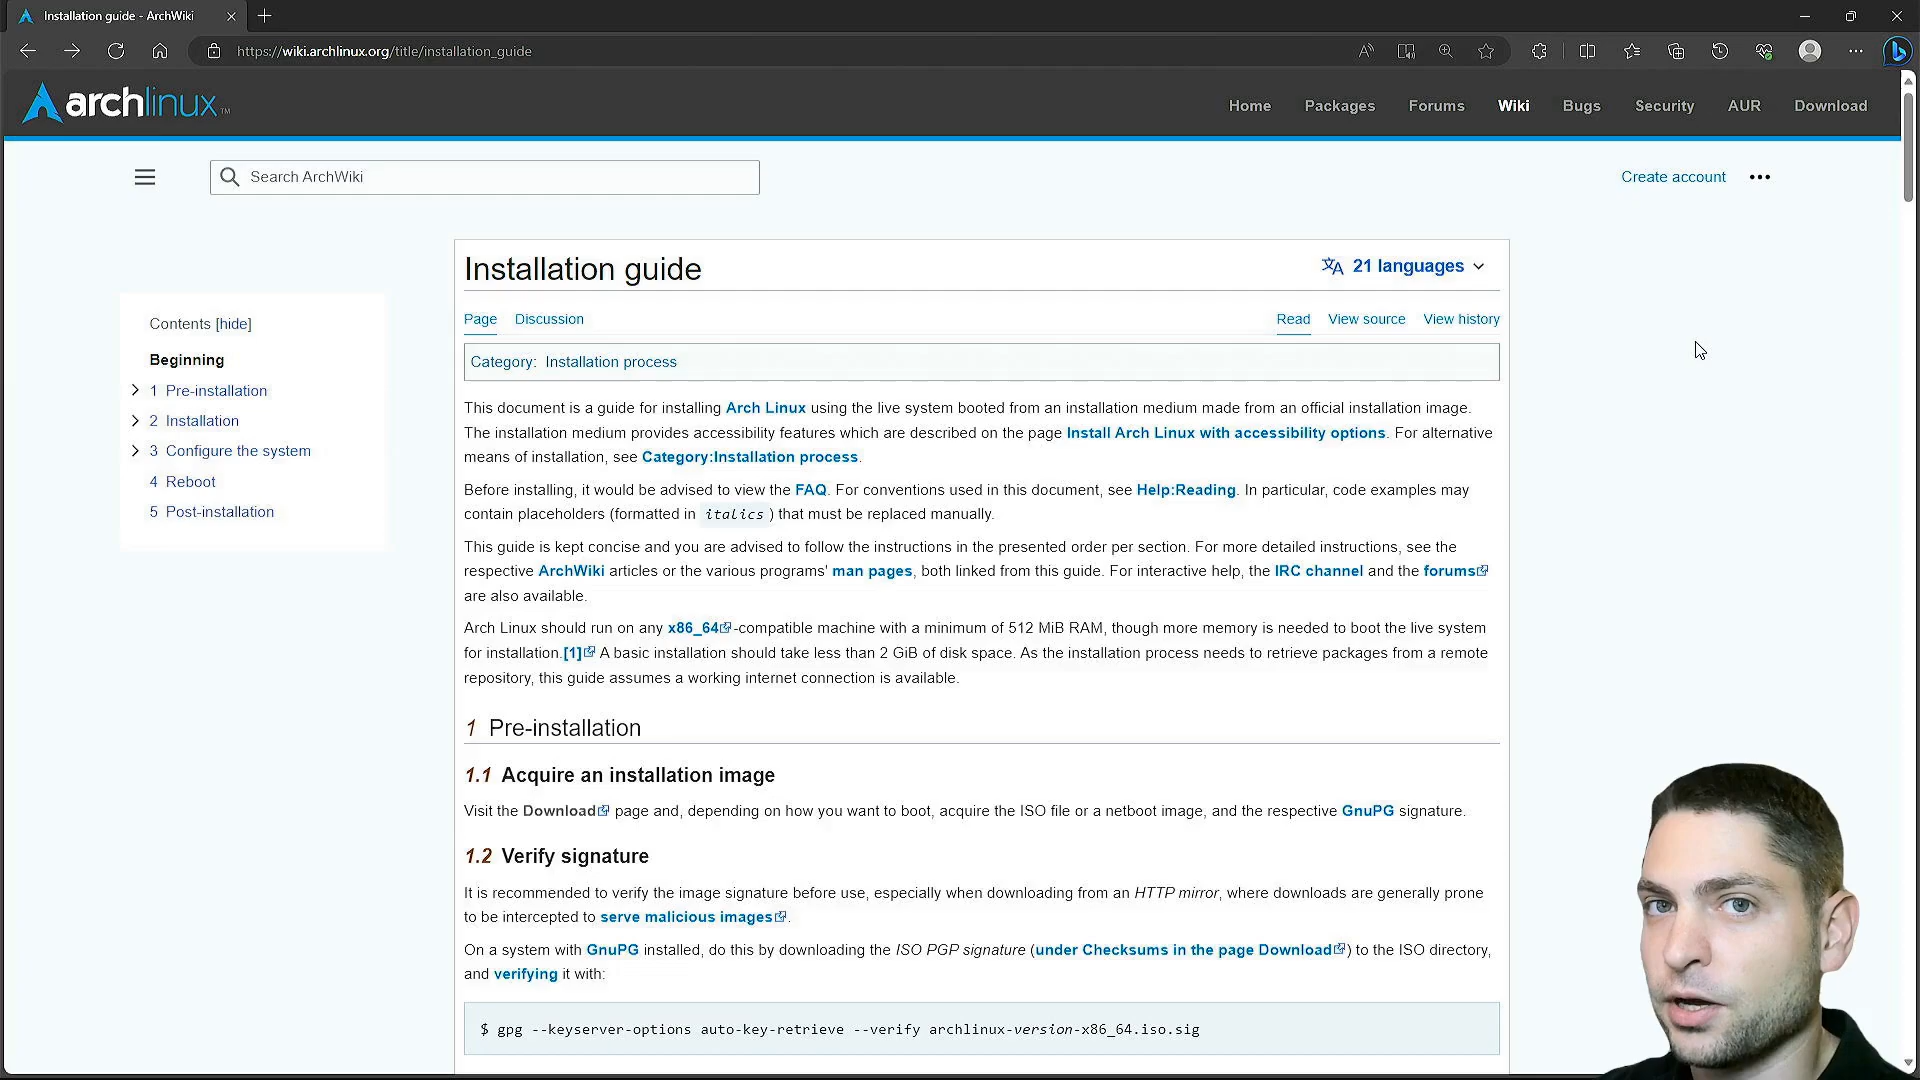 Installation guide - ArchWiki
https://wiki.archlinux.org/title/installation_guide
archlinux™
Home Packages Forums Wiki Bugs Security AUR Download
Search ArchWiki
Create account
Installation guide
21 languages
Contents [hide]
Beginning
1 Pre-installation
2 Installation
3 Configure the system
4 Reboot
5 Post-installation
Page Discussion
Read View source View history
Category: Installation process
This document is a guide for installing Arch Linux using the live system booted from an installation medium made from an official installation image.
The installation medium provides accessibility features which are described on the page Install Arch Linux with accessibility options. For alternative
means of installation, see Category:Installation process.
Before installing, it would be advised to view the FAQ. For conventions used in this document, see Help:Reading. In particular, code examples may
contain placeholders (formatted in italics ) that must be replaced manually.
This guide is kept concise and you are advised to follow the instructions in the presented order per section. For more detailed instructions, see the
respective ArchWiki articles or the various programs' man pages, both linked from this guide. For interactive help, the IRC channel and the forums
are also available.
Arch Linux should run on any x86_64-compatible machine with a minimum of 512 MiB RAM, though more memory is needed to boot the live system
for installation.[1] A basic installation should take less than 2 GiB of disk space. As the installation process needs to retrieve packages from a remote
repository, this guide assumes a working internet connection is available.
1 Pre-installation
1.1 Acquire an installation image
Visit the Download page and, depending on how you want to boot, acquire the ISO file or a netboot image, and the respective GnuPG signature.
1.2 Verify signature
It is recommended to verify the image signature before use, especially when downloading from an HTTP mirror, where downloads are generally prone
to be intercepted to serve malicious images.
On a system with GnuPG installed, do this by downloading the ISO PGP signature (under Checksums in the page Download) to the ISO directory,
and verifying it with:
$ gpg --keyserver-options auto-key-retrieve --verify archlinux-version-x86_64.iso.sig